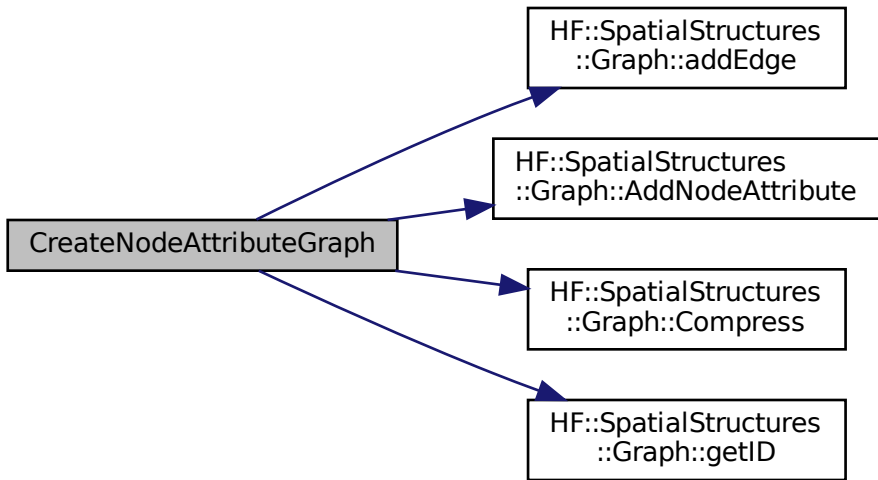 HF::SpatialStructures
::Graph::addEdge
HF::SpatialStructures
::Graph::AddNodeAttribute
CreateNodeAttributeGraph
HF::SpatialStructures
::Graph::Compress
HF::SpatialStructures
::Graph::getID